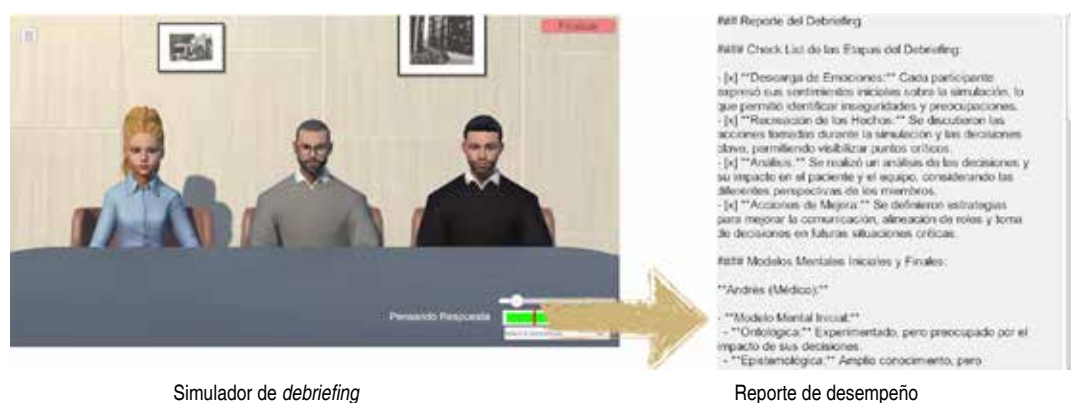 Finalizar
Pensando Respuesta
### Reporte del Debriefing
#### Check List de las Etapas del Debriefing:
- [x] **Descarga de Emociones:** Cada participante
expresó sus sentimientos iniciales sobre la simulación, lo
que permitió identificar inseguridades y preocupaciones.
- [x] **Recreación de los Hechos:** Se discutieron las
acciones tomadas durante la simulación y las decisiones
clave, permitiendo visibilizar puntos críticos.
- [x] **Análisis:** Se realizó un análisis de las decisiones y
su impacto en el paciente y el equipo, considerando las
diferentes perspectivas de los miembros.
- [x] **Acciones de Mejora:** Se definieron estrategias
para mejorar la comunicación, alineación de roles y toma
de decisiones en futuras situaciones críticas.
#### Modelos Mentales Iniciales y Finales:
**Andrés (Médico):**
- **Modelo Mental Inicial:**
- **Ontológica:** Experimentado, pero preocupado por el
impacto de sus decisiones.
- **Epistemológica:** Amplio conocimiento, pero
Simulador de debriefing
Reporte de desempeño